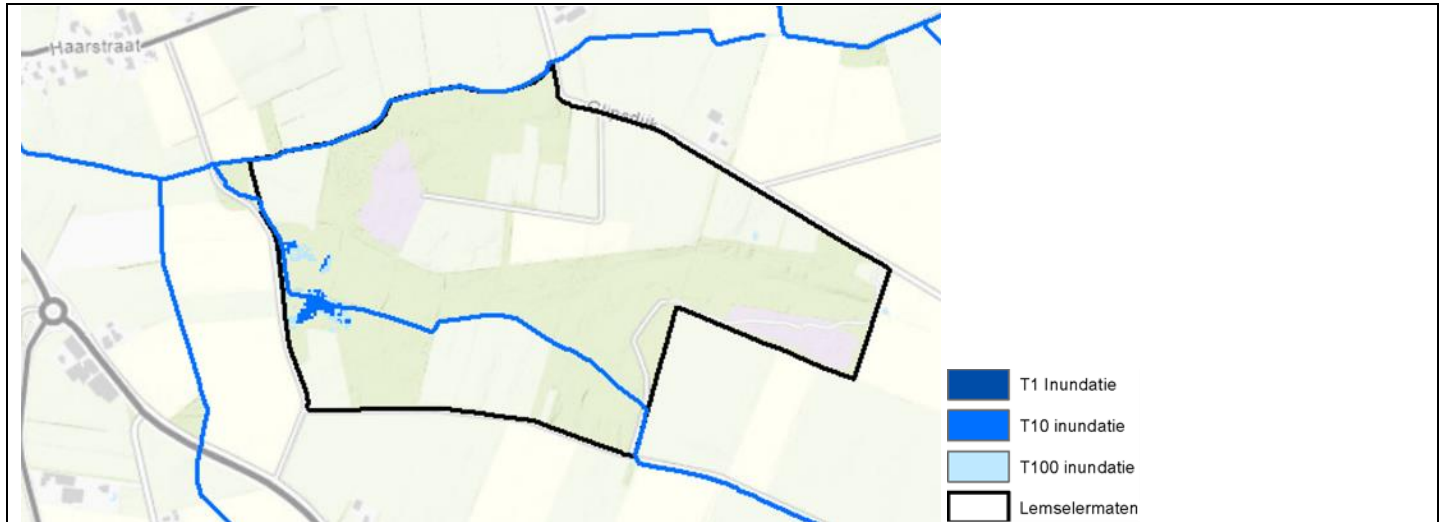 Haarstraat
T1 Inundatie
T10 inundatie
T100 inundatie
Lemselermaten